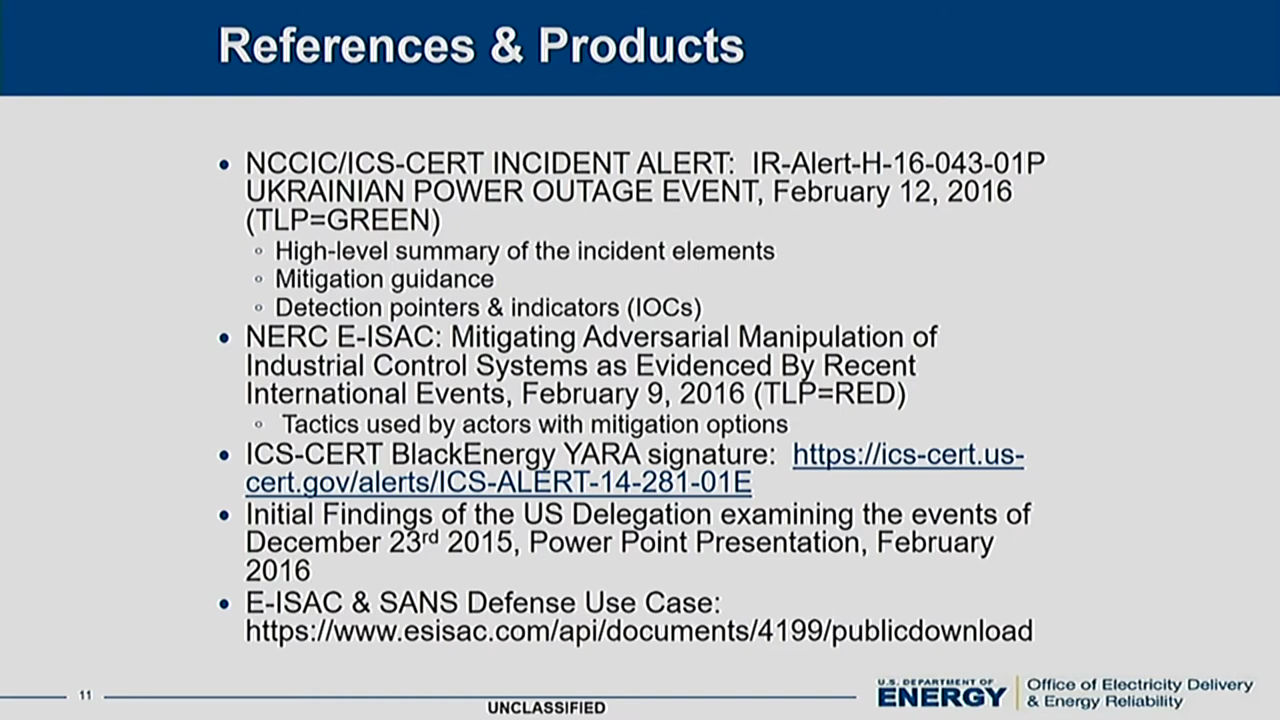 References & Products
• NCCIC/ICS-CERT INCIDENT ALERT:  IR-Alert-H-16-043-01P
UKRAINIAN POWER OUTAGE EVENT, February 12, 2016
(TLP=GREEN)
◦ High-level summary of the incident elements
◦ Mitigation guidance
◦ Detection pointers & indicators (IOCs)
• NERC E-ISAC: Mitigating Adversarial Manipulation of
Industrial Control Systems as Evidenced By Recent
International Events, February 9, 2016 (TLP=RED)
◦ Tactics used by actors with mitigation options
• ICS-CERT BlackEnergy YARA signature:  https://ics-cert.us-
cert.gov/alerts/ICS-ALERT-14-281-01E
• Initial Findings of the US Delegation examining the events of
December 23rd 2015, Power Point Presentation, February
2016
• E-ISAC & SANS Defense Use Case:
https://www.esisac.com/api/documents/4199/publicdownload
11
UNCLASSIFIED
U.S. DEPARTMENT OF
ENERGY
Office of Electricity Delivery
& Energy Reliability